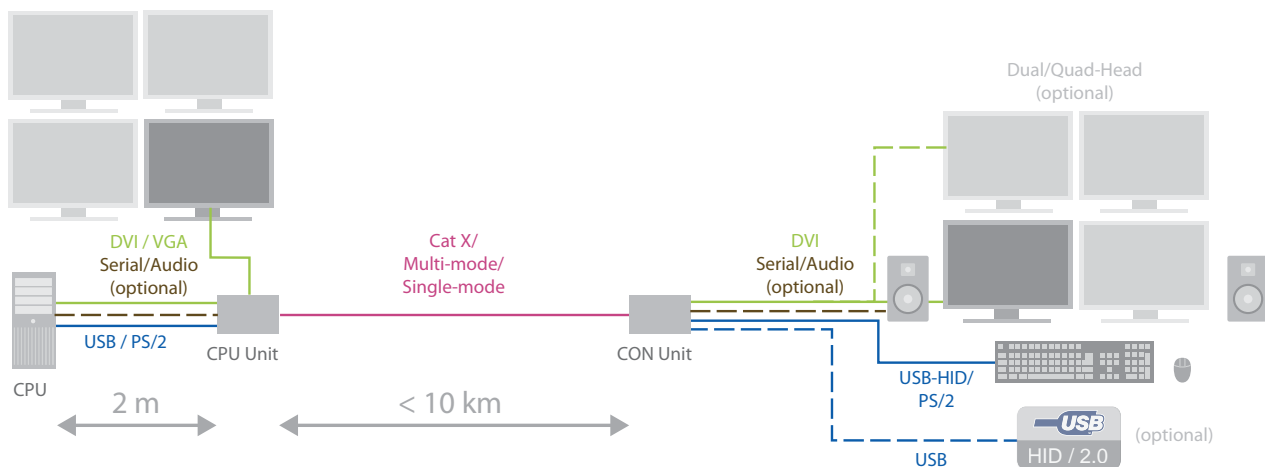 Dual/Quad-Head
(optional)
DVI / VGA
Serial/Audio
(optional)
USB / PS/2
CPU
CPU Unit
Cat X/
Multi-mode/
Single-mode
CON Unit
DVI
Serial/Audio
(optional)
USB-HID/
PS/2
USB
USB
HID / 2.0
(optional)
2 m
< 10 km